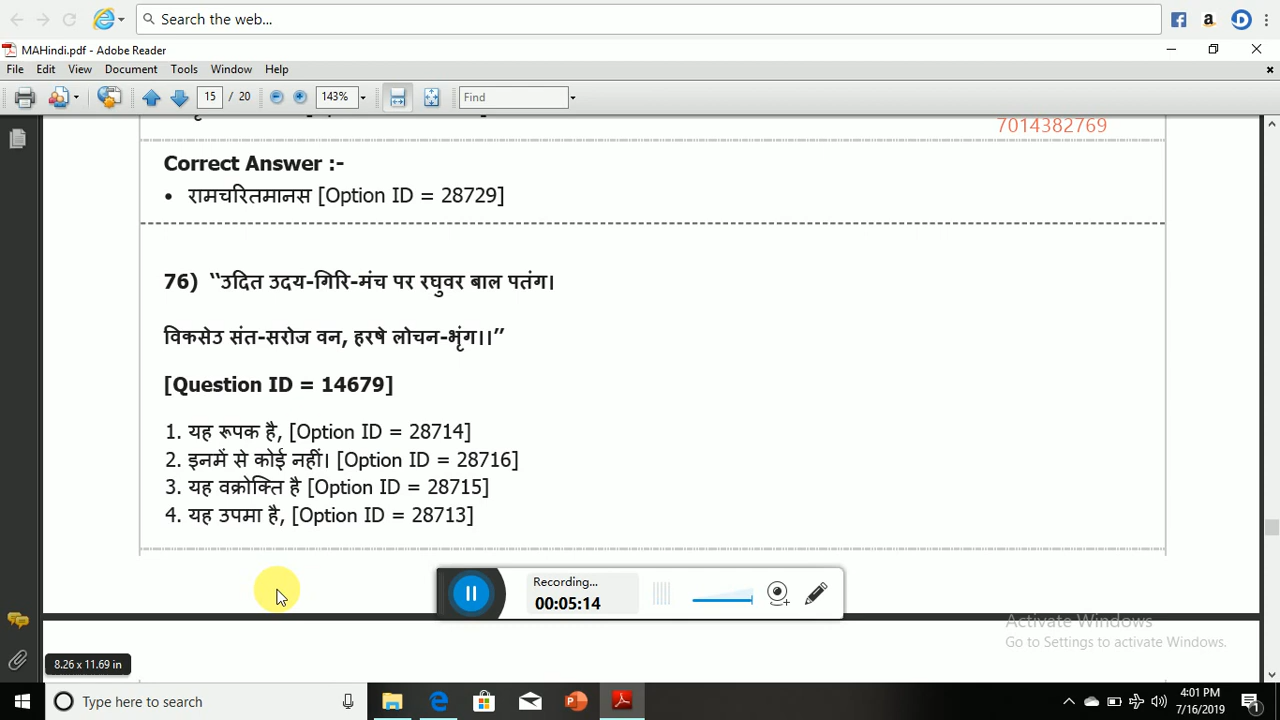 Search the web...
MAHindi.pdf - Adobe Reader
File Edit View Document Tools Window Help
15 / 20 143% Find
7014382769
Correct Answer :-
• रामचरितमानस [Option ID = 28729]
76) “उदित उदय-गिरि-मंच पर रघुवर बाल पतंग।
विकसेउ संत-सरोज वन, हरषे लोचन-भृंग।।”
[Question ID = 14679]
1. यह रूपक है, [Option ID = 28714]
2. इनमें से कोई नहीं। [Option ID = 28716]
3. यह वक्रोक्ति है [Option ID = 28715]
4. यह उपमा है, [Option ID = 28713]
Recording...
00:05:14
Activate Windows
Go to Settings to activate Windows.
8.26 x 11.69 in
Type here to search
4:01 PM
7/16/2019